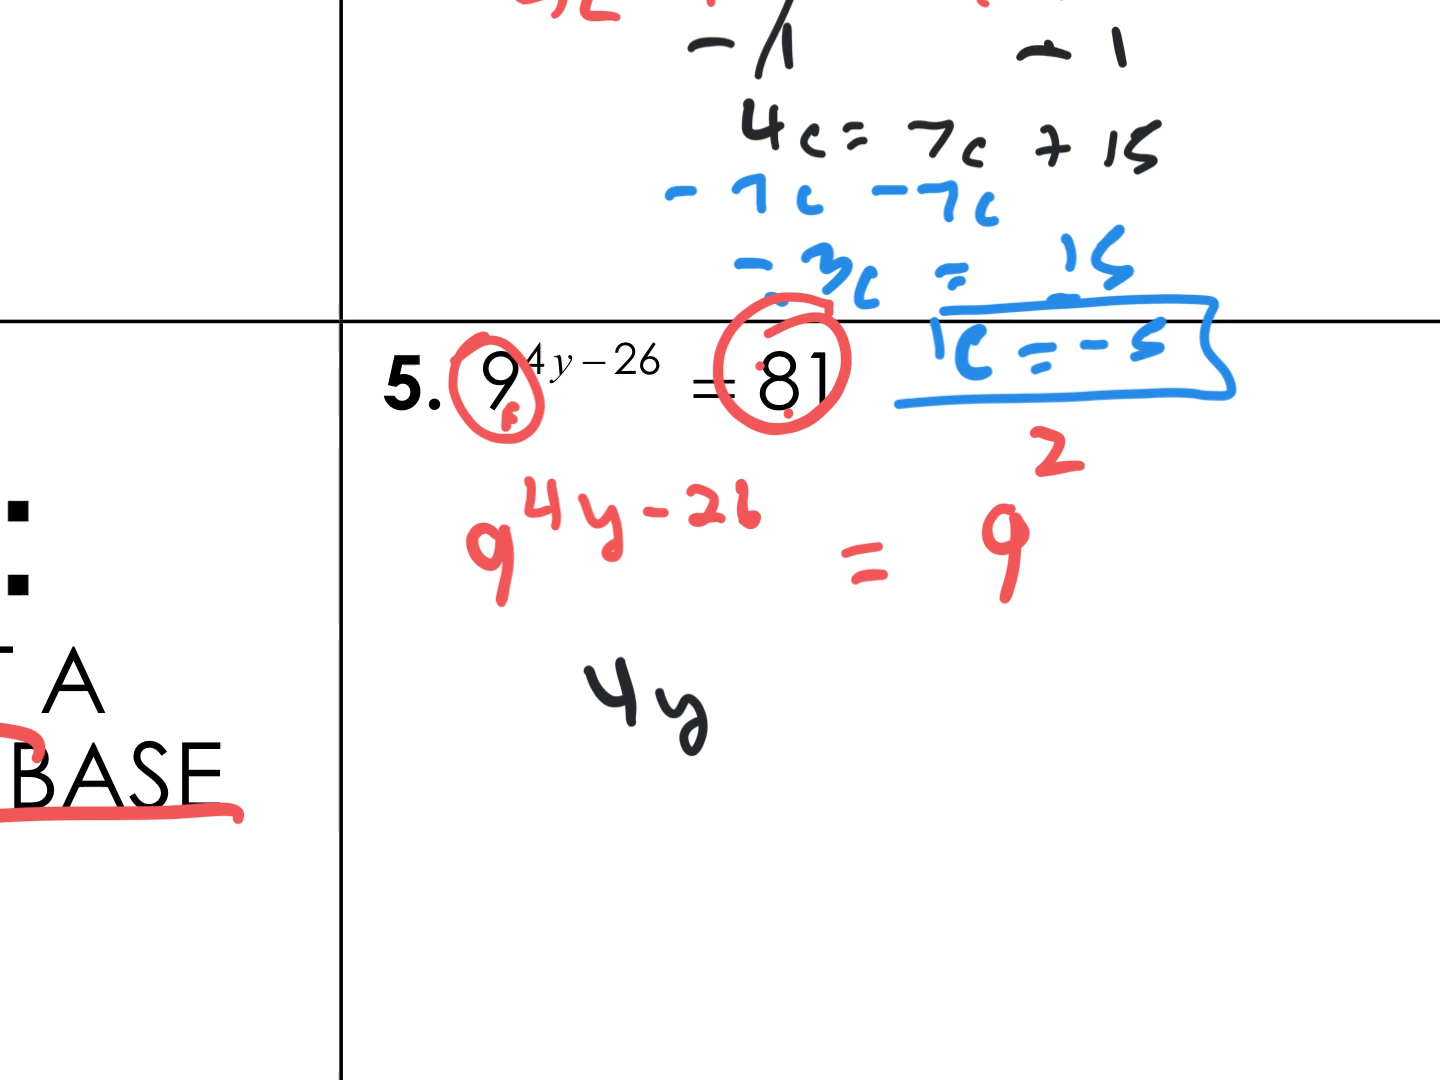 - 1 - 1
4c = 7c + 15
- 7c - 7c
- 3c = 15
c = - 5
5. 9^{4y-26} = 81
9^{4y-26} = 9^{2}
4y
:
:
A
BASE